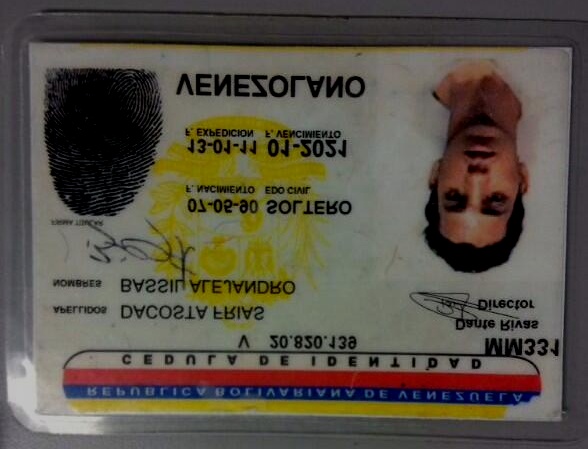 REPUBLICA BOLIVARIANA DE VENEZUELA
CEDULA DE IDENTIDAD
V 20.820.139
MM331
APELLIDOS DACOSTA FRIAS
Dante Rivas
Director
NOMBRES BASSIL ALEJANDRO
FIRMA TITULAR
07-05-90 SOLTERO
F. NACIMIENTO EDO CIVIL
13-01-11 01-2021
F. EXPEDICION F. VENCIMIENTO
VENEZOLANO